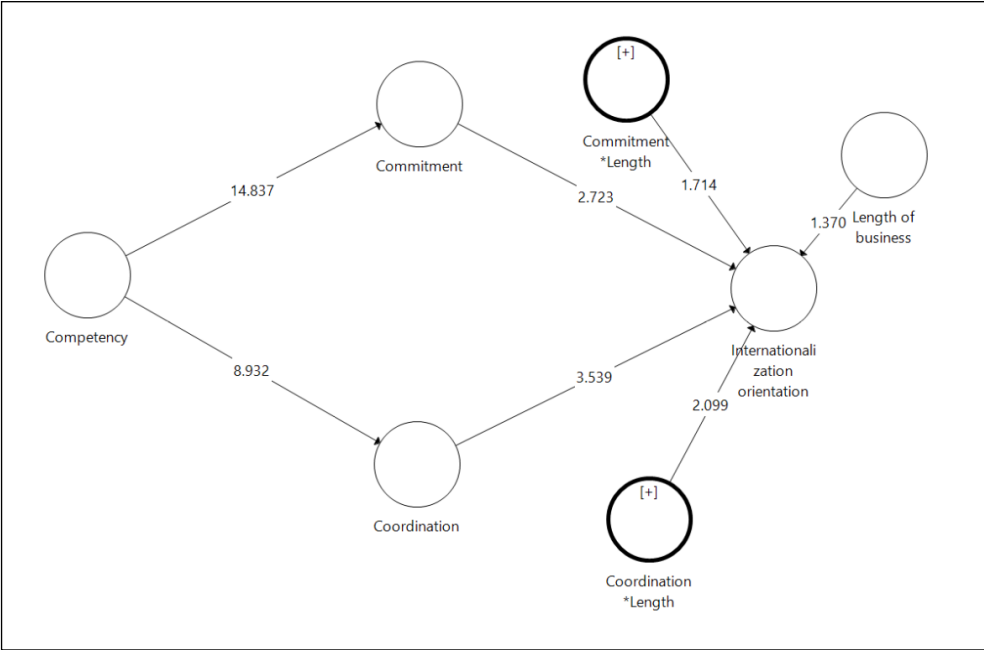 [+]
Commitment
*Length
Commitment
14.837
2.723
1.714
1.370
Length of
business
Competency
Internationali
zation
orientation
8.932
3.539
2.099
Coordination
[+]
Coordination
*Length